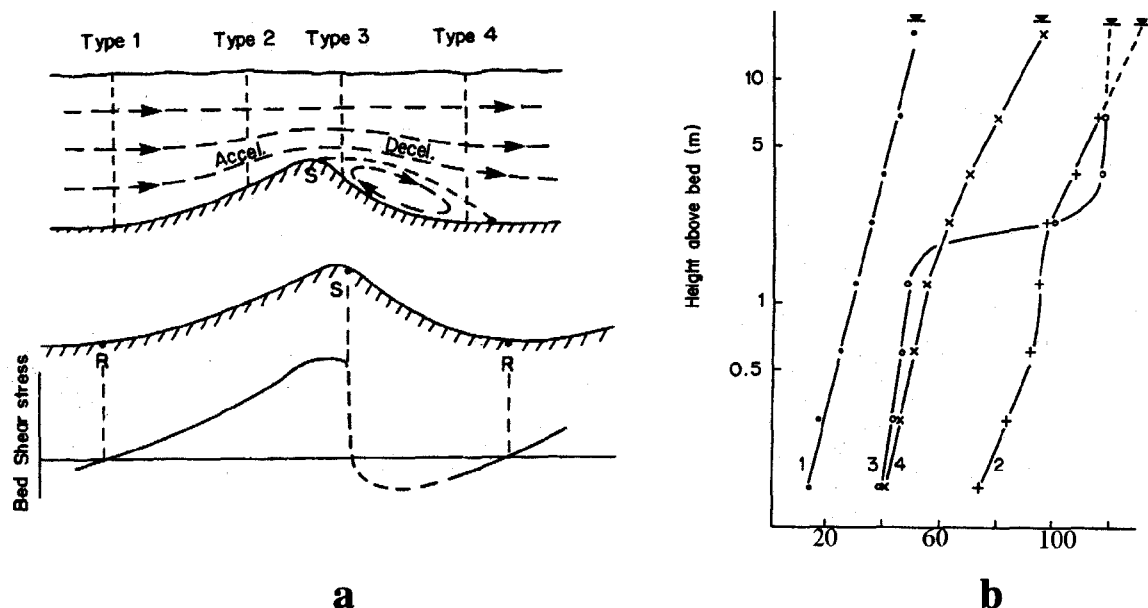 Type 1 Type 2 Type 3 Type 4
Accel. Decel.
S
S
R R
Bed Shear stress
a
Height above bed (m)
10
5
1
0.5
1 3 4 2
20 60 100
b